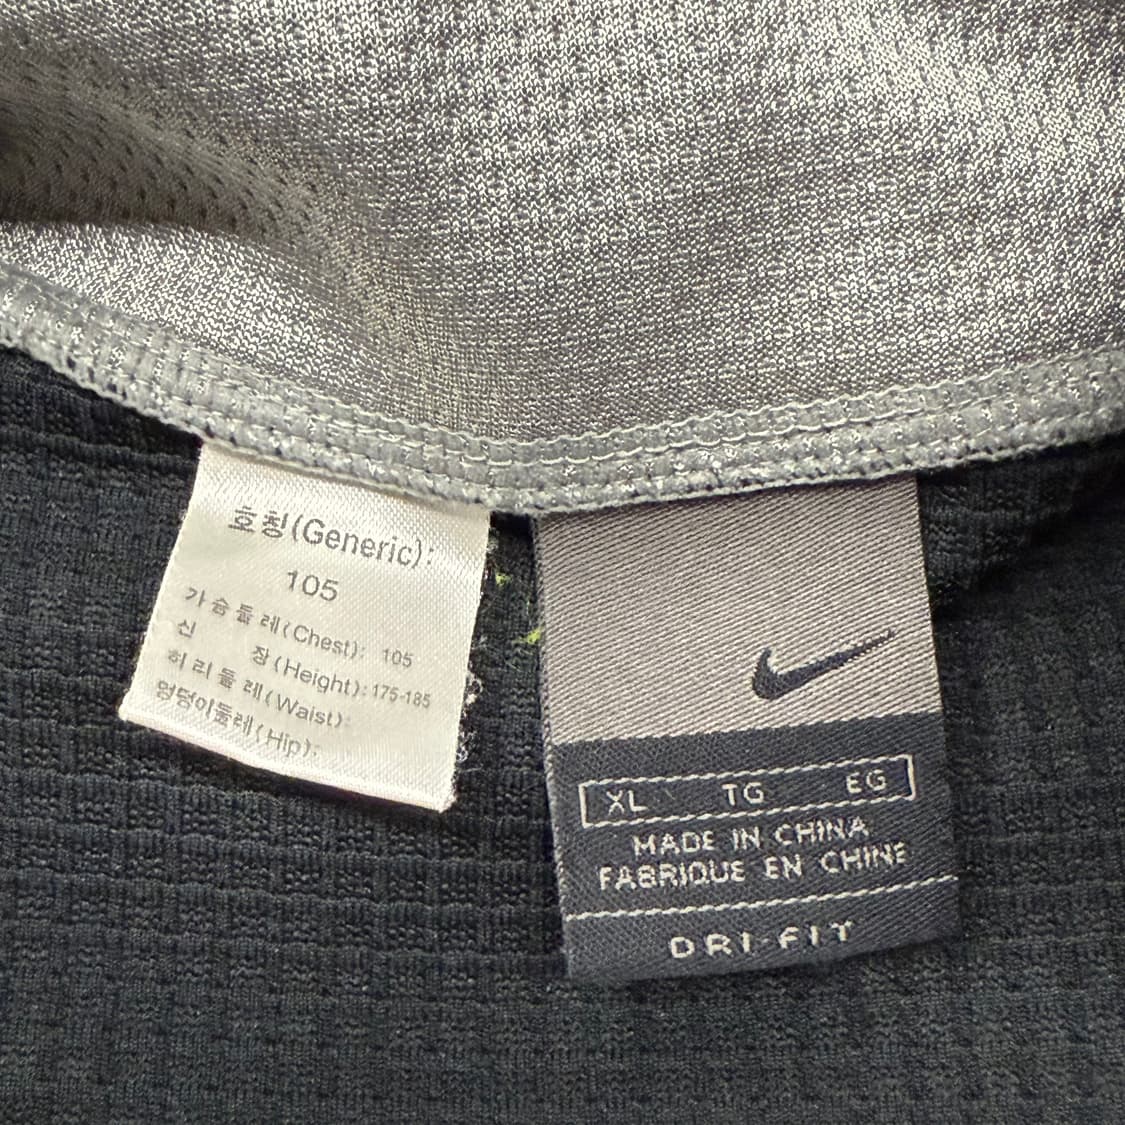 호칭(Generic):
105
가슴둘레(Chest): 105
신 장(Height): 175-185
허리둘레(Waist):
엉덩이둘레(Hip):
XL TG EG
MADE IN CHINA
FABRIQUE EN CHINE
DRI-FIT